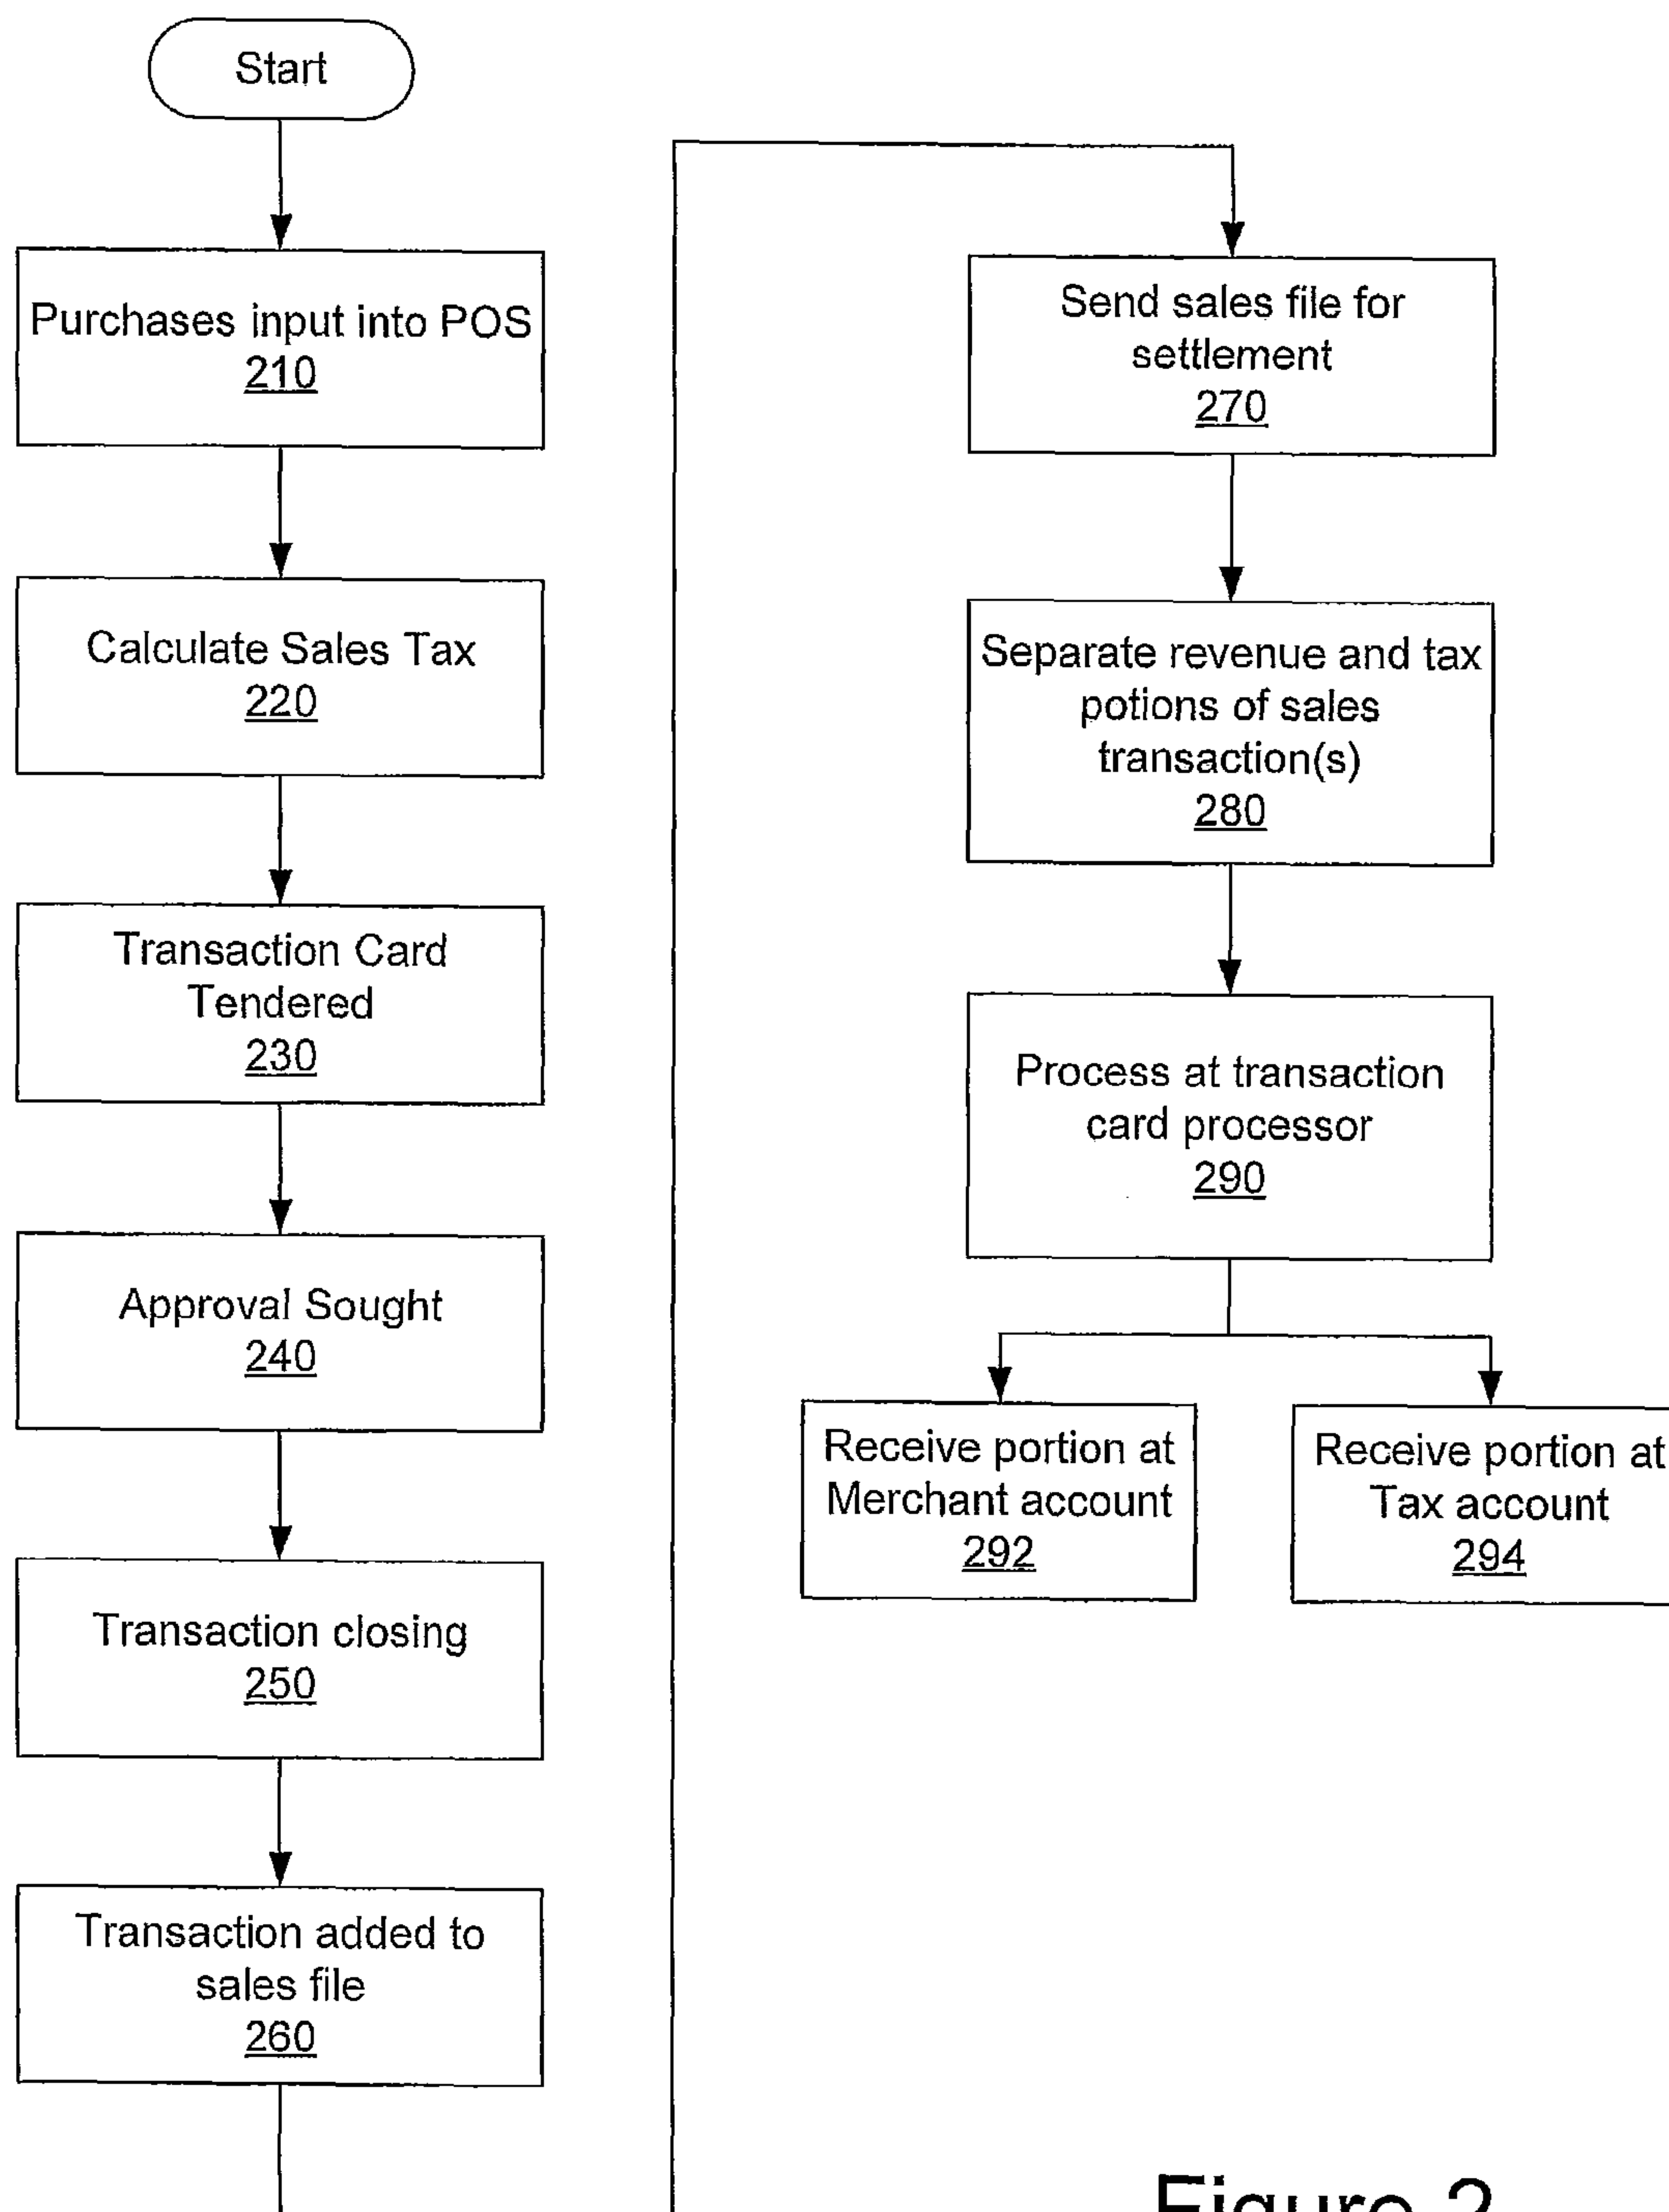 Start
Purchases input into POS
210
Calculate Sales Tax
220
Transaction Card
Tendered
230
Approval Sought
240
Transaction closing
250
Transaction added to
sales file
260
Send sales file for
settlement
270
Separate revenue and tax
potions of sales
transaction(s)
280
Process at transaction
card processor
290
Receive portion at
Merchant account
292
Receive portion at
Tax account
294
Figure 2